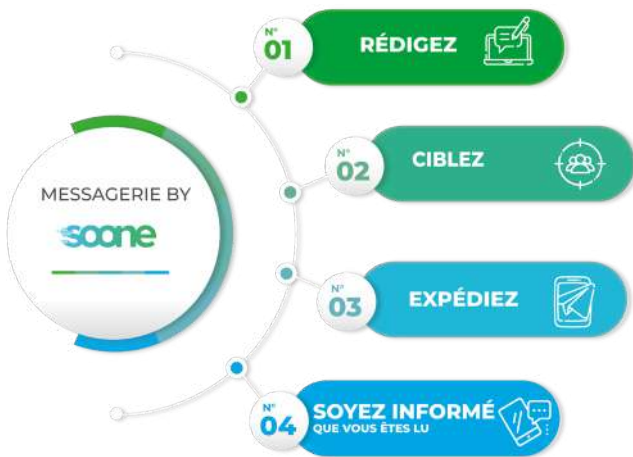 MESSAGERIE BY
soone
N°
01
RÉDIGEZ
N°
02
CIBLEZ
N°
03
EXPÉDIEZ
N°
04
SOYEZ INFORMÉ
QUE VOUS ÊTES LU